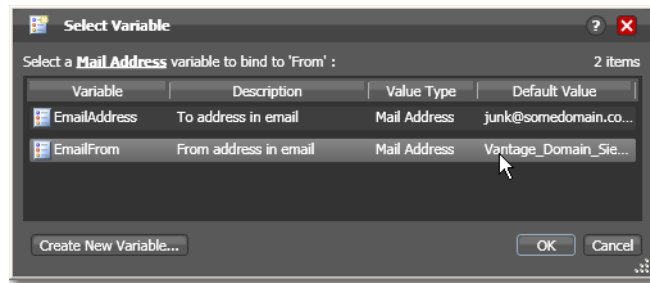 Select Variable
?
Select a Mail Address variable to bind to 'From' : 2 items
Variable Description Value Type Default Value
EmailAddress To address in email Mail Address junk@somedomain.co...
EmailFrom From address in email Mail Address Vantage_Domain_Sie...
Create New Variable... OK Cancel